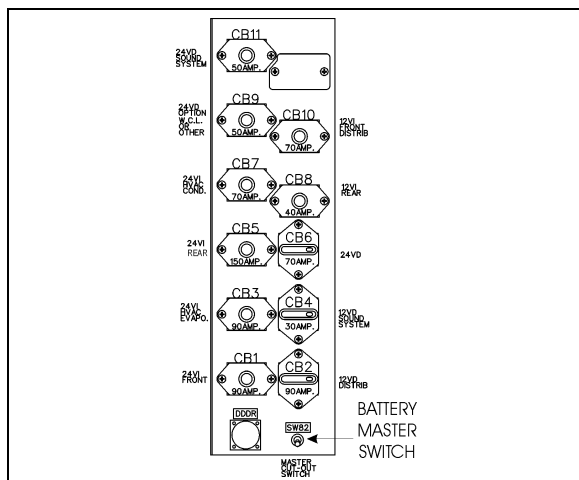 CB11
24VD
SOUND
SYSTEM
50AMP.
CB9
24VD
OPTION
W.C.L.
OR
OTHER
50AMP.
CB10
12VI
FRONT
DISTRIB
70AMP.
CB7
24VI
HVAC
COND.
70AMP.
CB8
12VI
REAR
40AMP.
CB5
24VI
REAR
150AMP.
CB6
24VD
70AMP.
CB3
24VI
HVAC
EVAPO.
90AMP.
CB4
12VD
SOUND
SYSTEM
30AMP.
CB1
24VI
FRONT
90AMP.
CB2
12VD
DISTRIB
90AMP.
DDDR
SW82
BATTERY
MASTER
SWITCH
MASTER
CUT-OUT
SWITCH